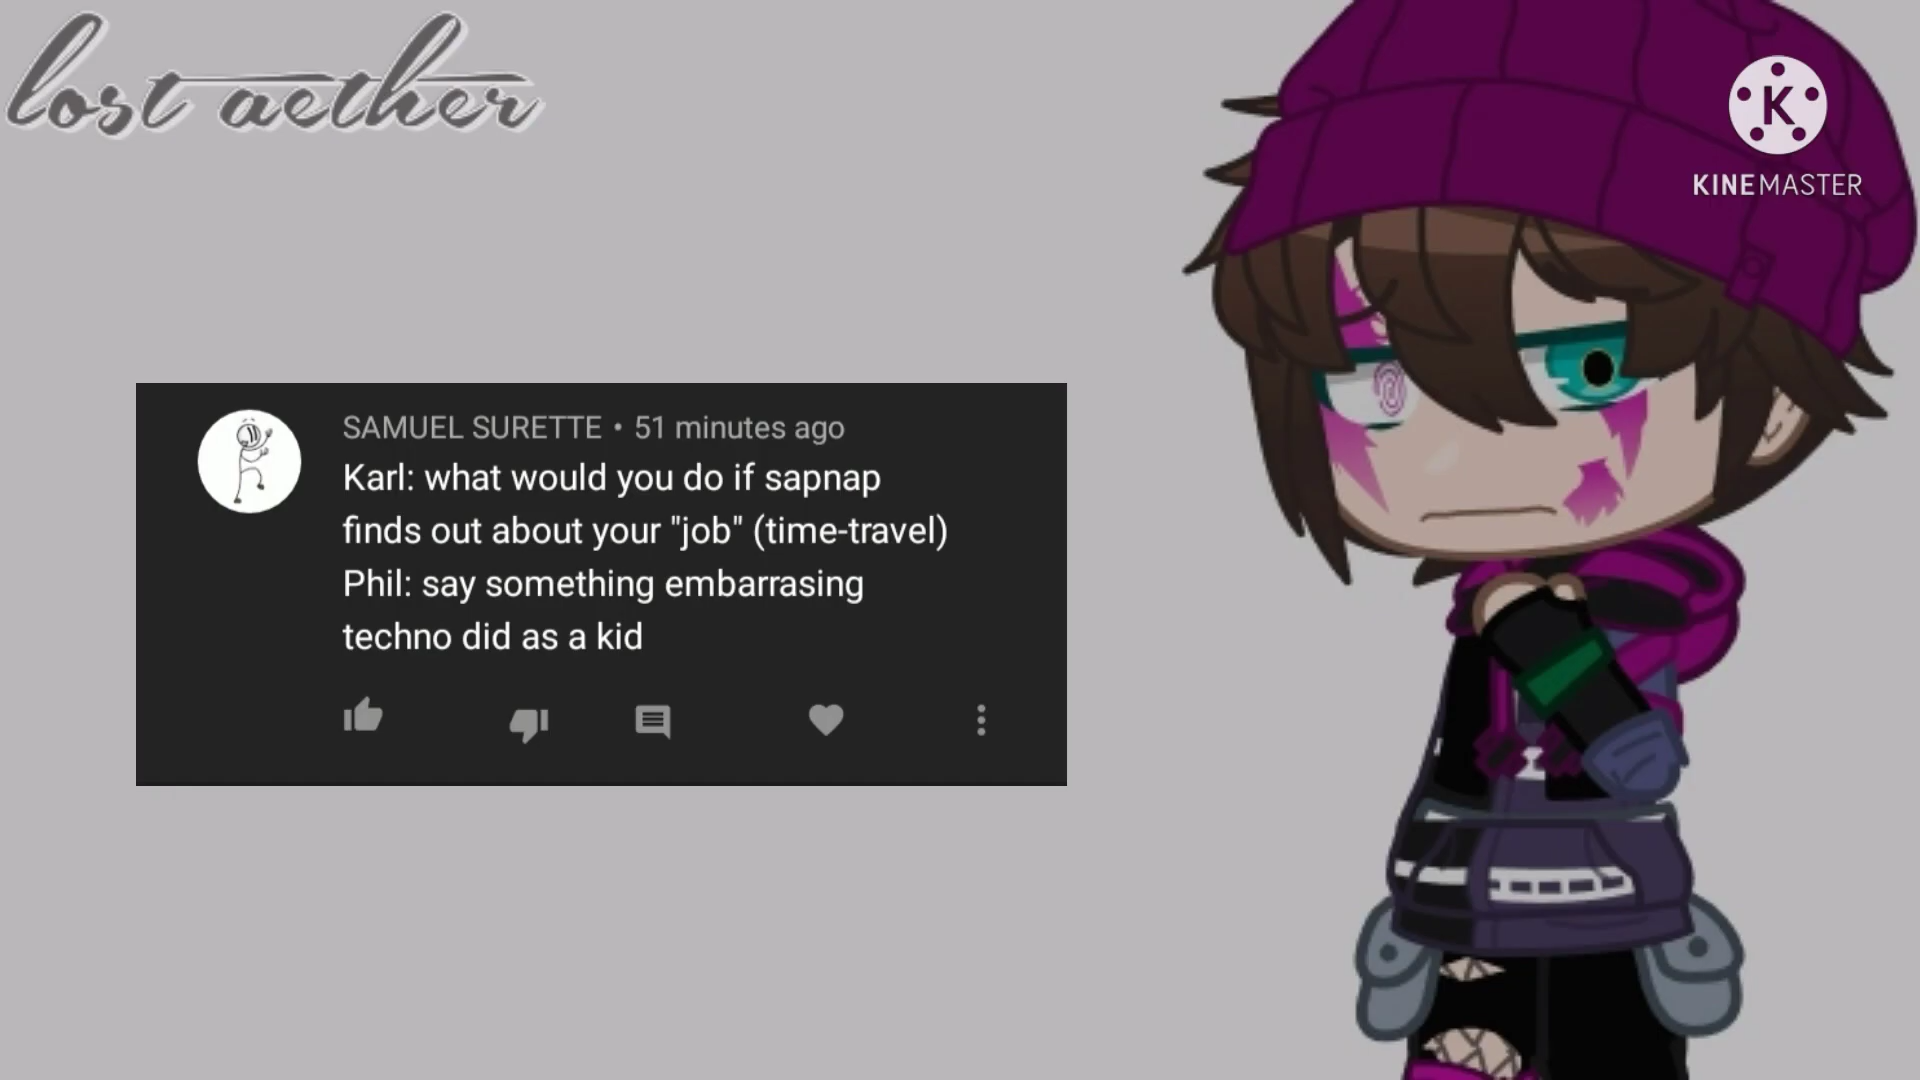 lost aether
K
KINEMASTER
SAMUEL SURETTE • 51 minutes ago
Karl: what would you do if sapnap
finds out about your "job" (time-travel)
Phil: say something embarrasing
techno did as a kid